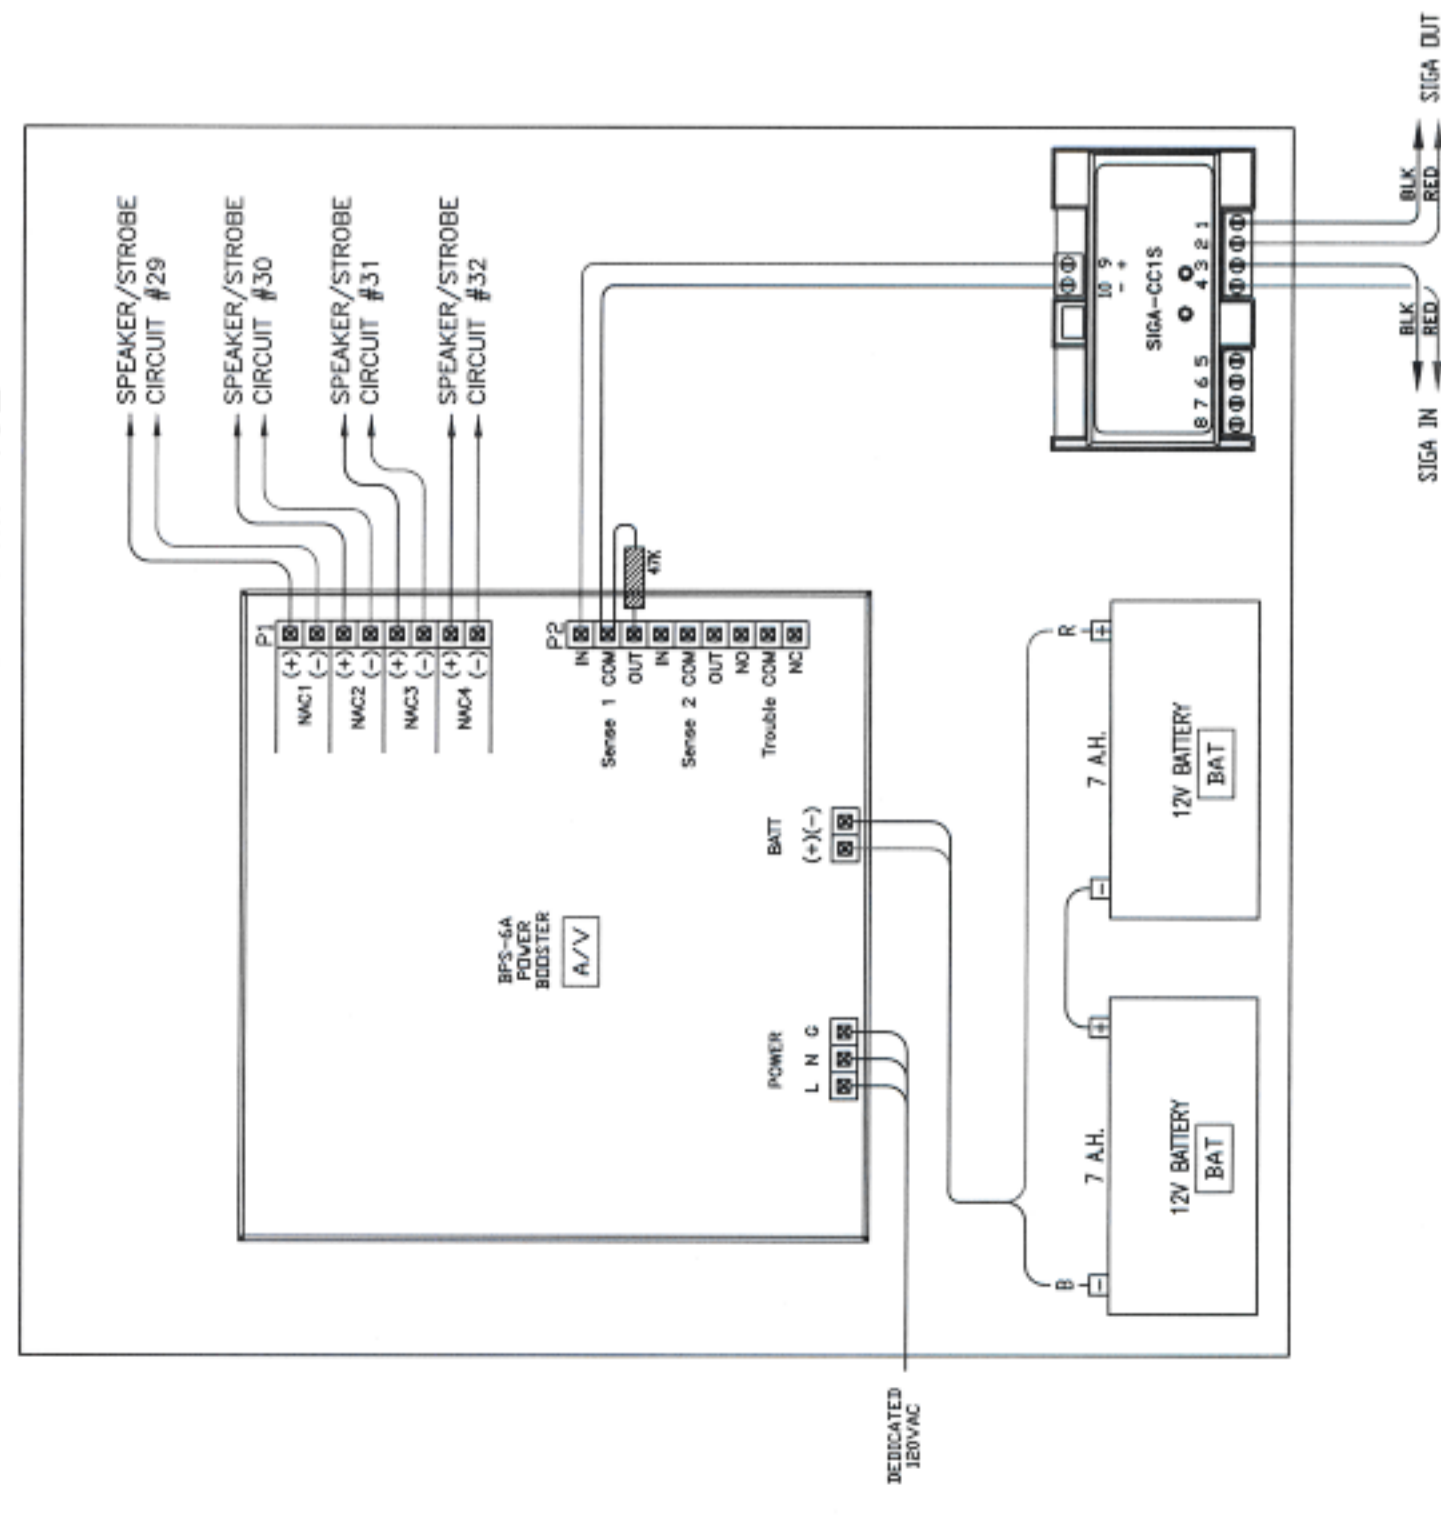 SPEAKER/STROBE
CIRCUIT #29
SPEAKER/STROBE
CIRCUIT #30
SPEAKER/STROBE
CIRCUIT #31
SPEAKER/STROBE
CIRCUIT #32
P1
(+)
(-)
NAC1
(+)
(-)
NAC2
(+)
(-)
NAC3
(+)
(-)
NAC4
P2
IN
Sense 1 COM
OUT
IN
Sense 2 COM
OUT
NO
Trouble COM
NC
47K
BPS-6A
POWER
BOOSTER
A/V
BATT
(+)(-)
POWER
L N G
DEDICATED
120VAC
10 9
- +
SIGA-CC1S
8 7 6 5 4 3 2 1
BLK
RED
SIGA OUT
BLK
RED
SIGA IN
R
+
-
7 A.H.
12V BATTERY
BAT
B
-
+
7 A.H.
12V BATTERY
BAT